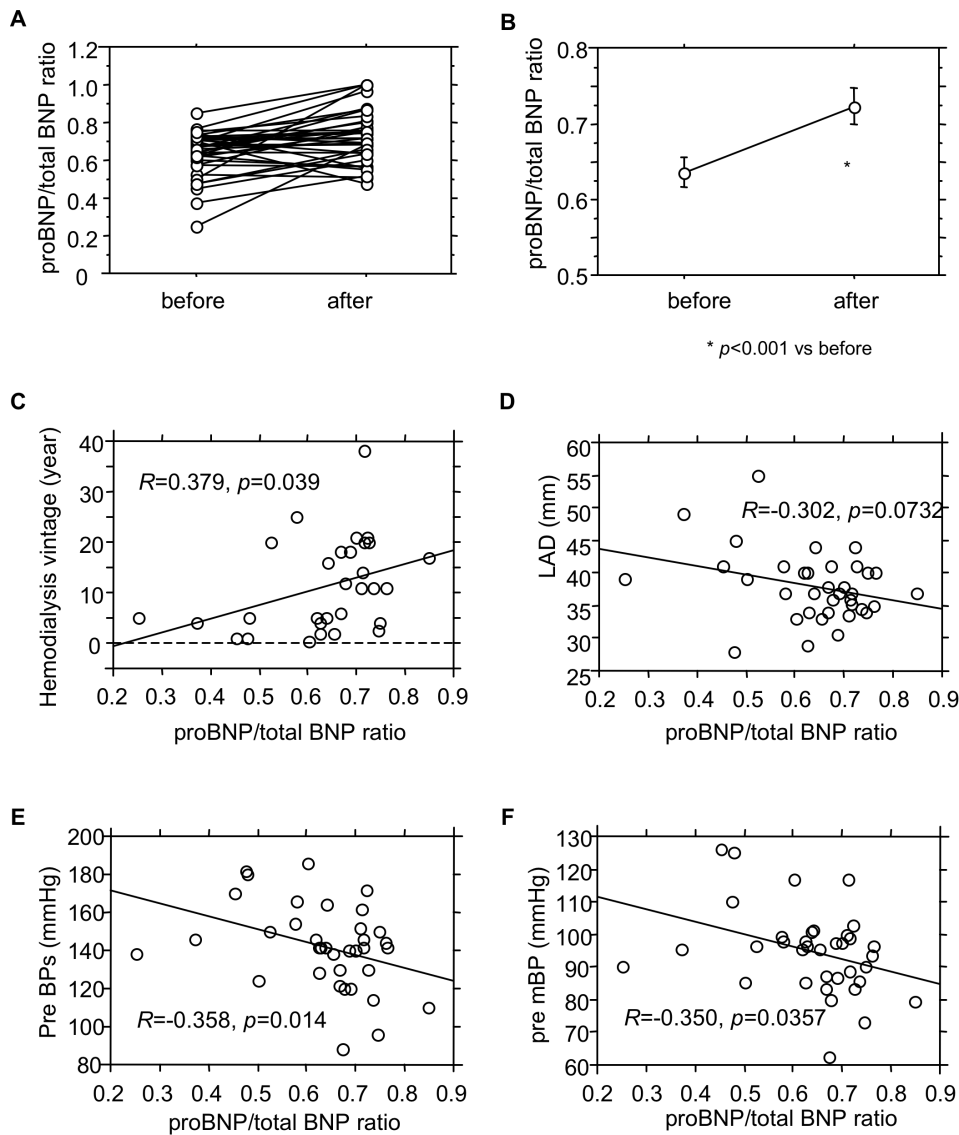 A
proBNP/total BNP ratio
1.2
1.0
0.8
0.6
0.4
0.2
0
before
after
B
proBNP/total BNP ratio
0.8
0.7
0.6
0.5
*
before
after
* p<0.001 vs before
C
Hemodialysis vintage (year)
40
30
20
10
0
R=0.379, p=0.039
0.2 0.3 0.4 0.5 0.6 0.7 0.8 0.9
proBNP/total BNP ratio
D
LAD (mm)
60
55
50
45
40
35
30
25
R=-0.302, p=0.0732
0.2 0.3 0.4 0.5 0.6 0.7 0.8 0.9
proBNP/total BNP ratio
E
Pre BPs (mmHg)
200
180
160
140
120
100
80
R=-0.358, p=0.014
0.2 0.3 0.4 0.5 0.6 0.7 0.8 0.9
proBNP/total BNP ratio
F
pre mBP (mmHg)
130
120
110
100
90
80
70
60
R=-0.350, p=0.0357
0.2 0.3 0.4 0.5 0.6 0.7 0.8 0.9
proBNP/total BNP ratio